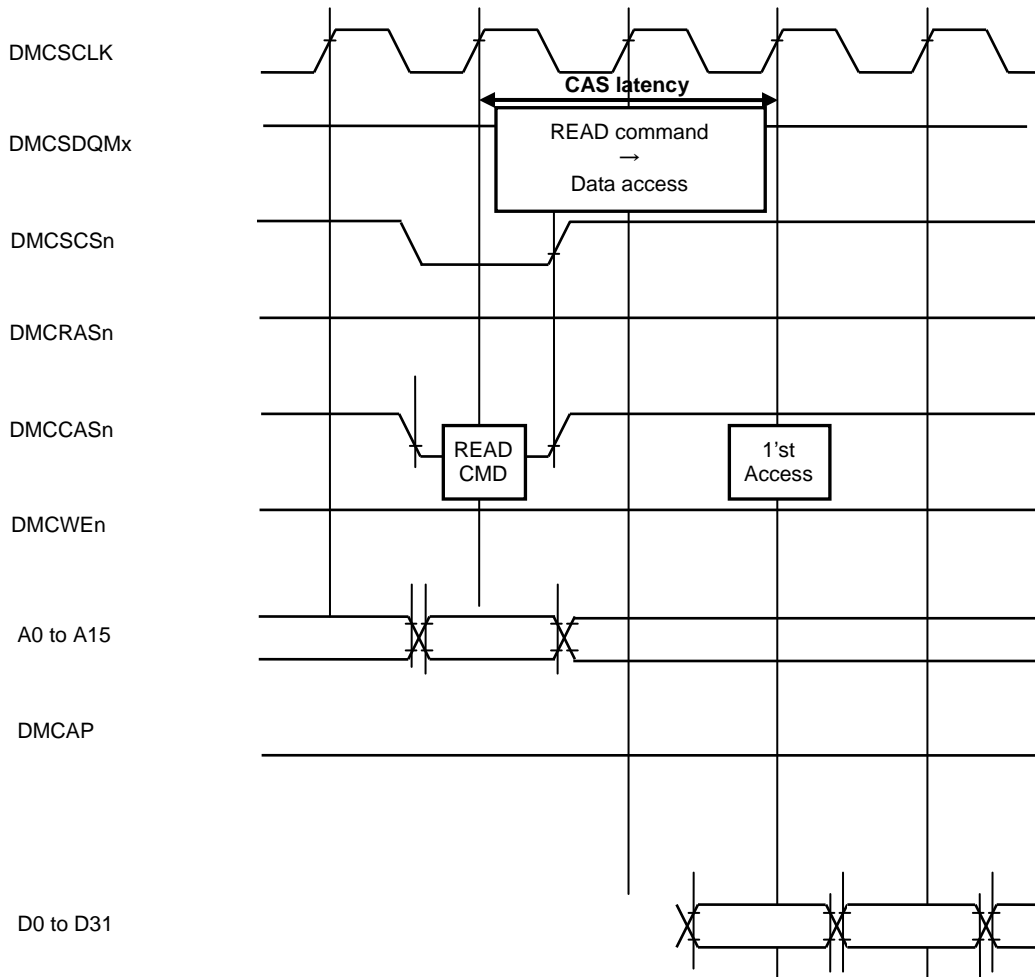 DMCSCLK
CAS latency
DMCSDQMx
READ command
→
Data access
DMCSCSn
DMCRASn
DMCCASn
READ
CMD
1'st
Access
DMCWEn
A0 to A15
DMCAP
D0 to D31